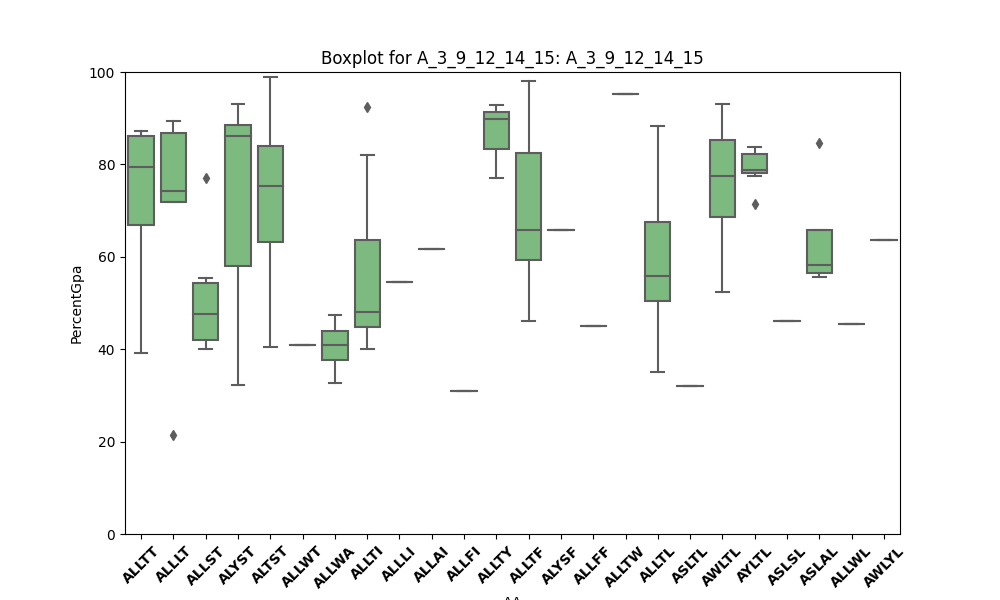 Boxplot for A_3_9_12_14_15: A_3_9_12_14_15
100
80
60
40
20
0
PercentGpa
ALLTT
ALLLT
ALLST
ALYST
ALTST
ALLWT
ALLWA
ALLTI
ALLLI
ALLAI
ALLFI
ALLTY
ALLTF
ALYSF
ALLFF
ALLTW
ALLTL
ASLTL
AWLTL
AYLTL
ASLSL
ASLAL
ALLWL
AWLYL